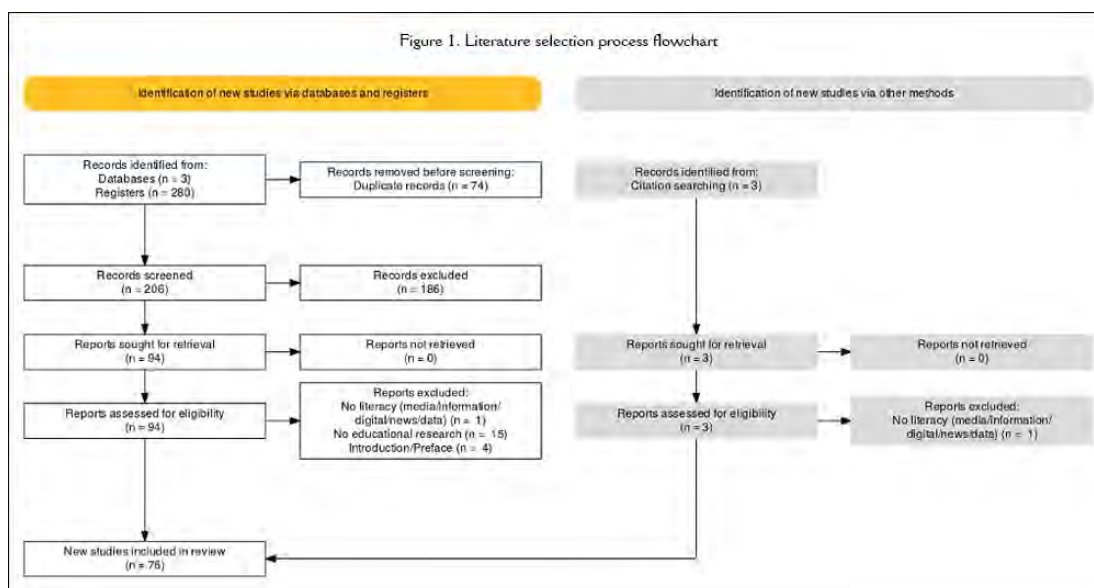 Figure 1. Literature selection process flowchart
Identification of new studies via databases and registers
Identification of new studies via other methods
Records identified from:
Databases (n = 3)
Registers (n = 280)
Records removed before screening:
Duplicate records (n = 74)
Records identified from:
Citation searching (n = 3)
Records screened
(n = 206)
Records excluded
(n = 186)
Reports sought for retrieval
(n = 94)
Reports not retrieved
(n = 0)
Reports sought for retrieval
(n = 3)
Reports not retrieved
(n = 0)
Reports assessed for eligibility
(n = 94)
Reports excluded:
No literacy (media/information/
digital/news/data) (n = 1)
No educational research (n = 15)
Introduction/Preface (n = 4)
Reports assessed for eligibility
(n = 3)
Reports excluded:
No literacy (media/information/
digital/news/data) (n = 1)
New studies included in review
(n = 76)